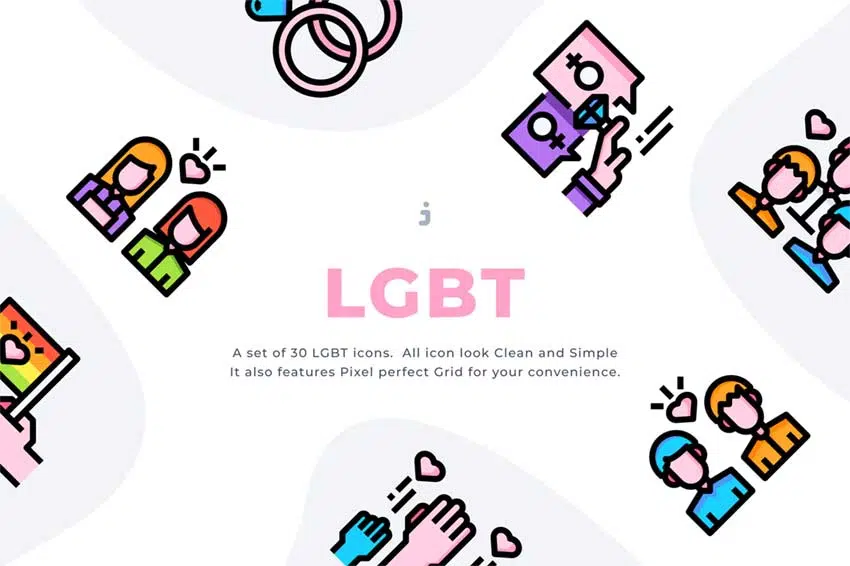 LGBT
A set of 30 LGBT icons.  All icon look Clean and Simple
It also features Pixel perfect Grid for your convenience.